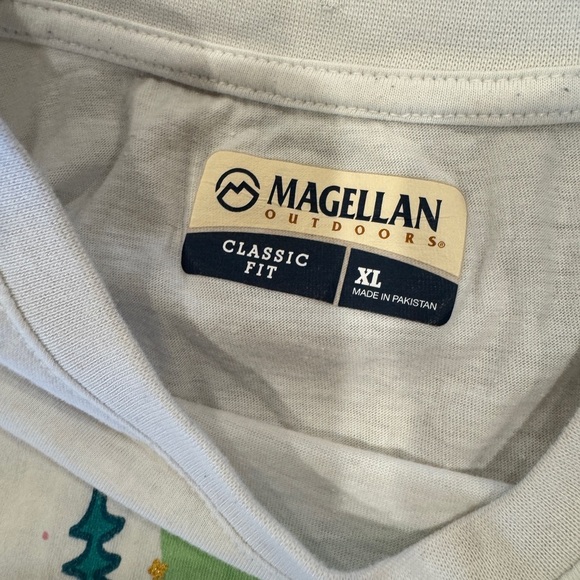 MAGELLAN
OUTDOORS®
CLASSIC
FIT
XL
MADE IN PAKISTAN